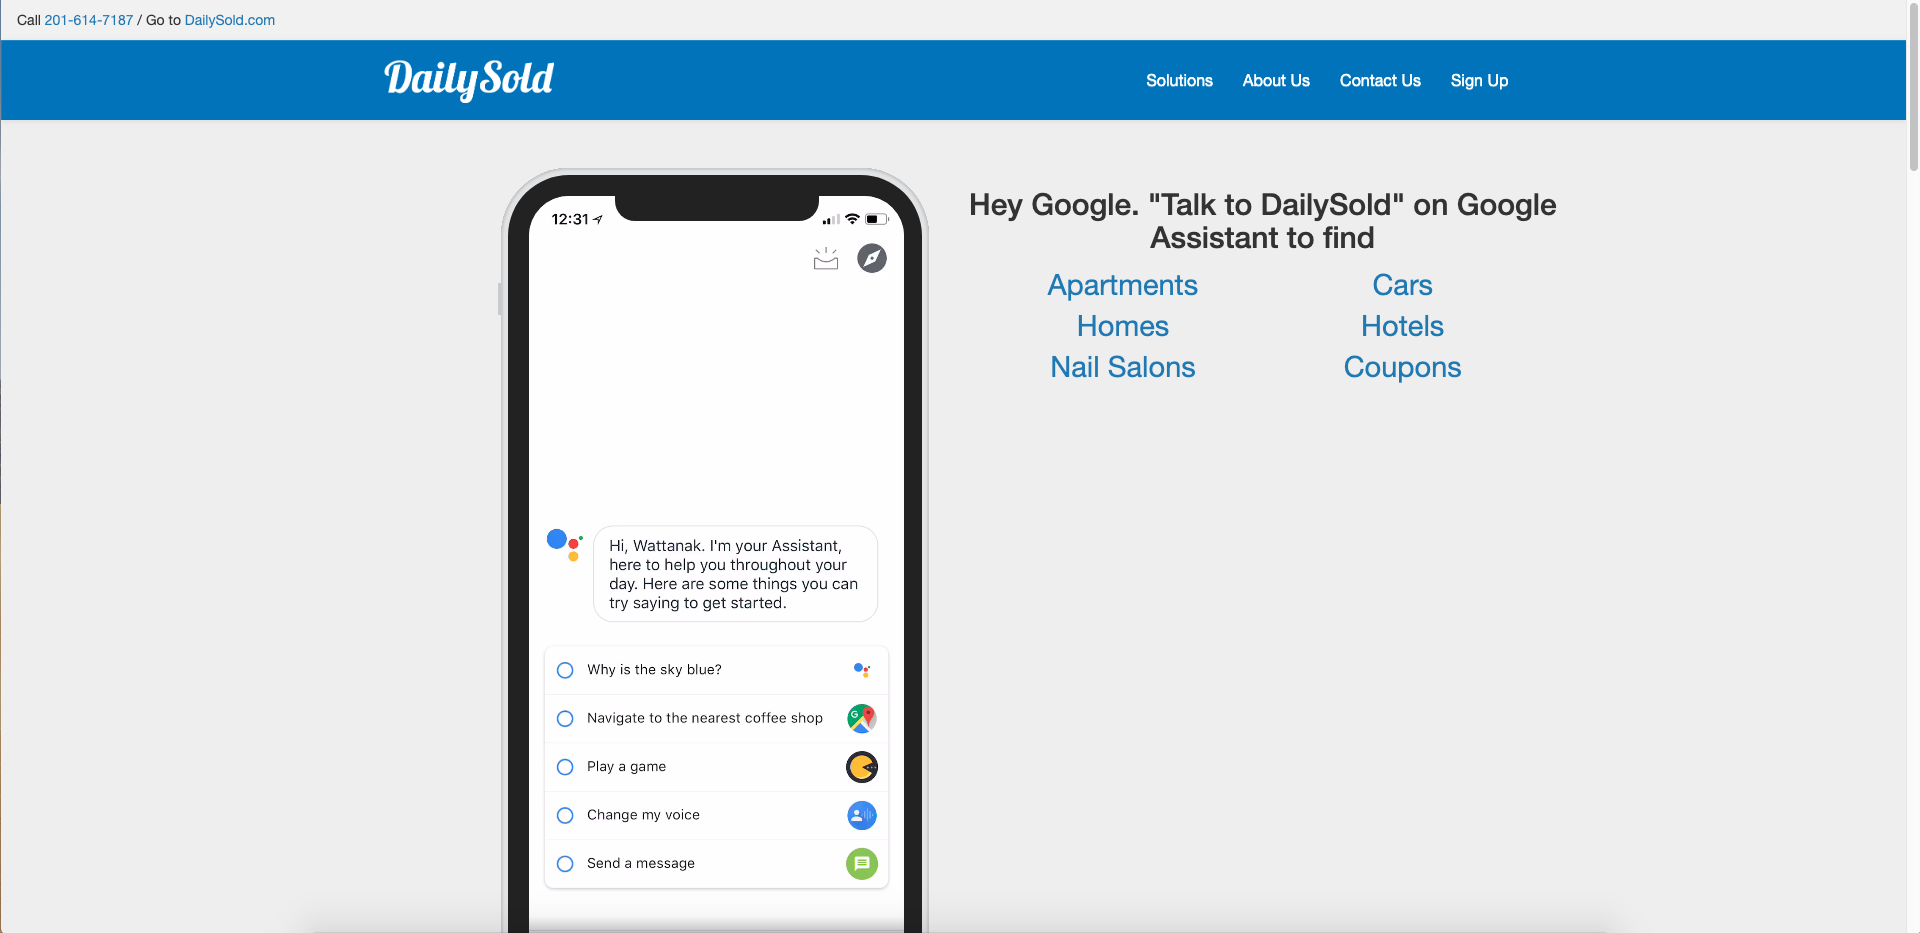 Call 201-614-7187 / Go to DailySold.com
DailySold
Solutions
About Us
Contact Us
Sign Up
12:31
Hi, Wattanak. I'm your Assistant,
here to help you throughout your
day. Here are some things you can
try saying to get started.
Why is the sky blue?
Navigate to the nearest coffee shop
G
Play a game
Change my voice
Send a message
Hey Google. "Talk to DailySold" on Google
Assistant to find
Apartments
Cars
Homes
Hotels
Nail Salons
Coupons